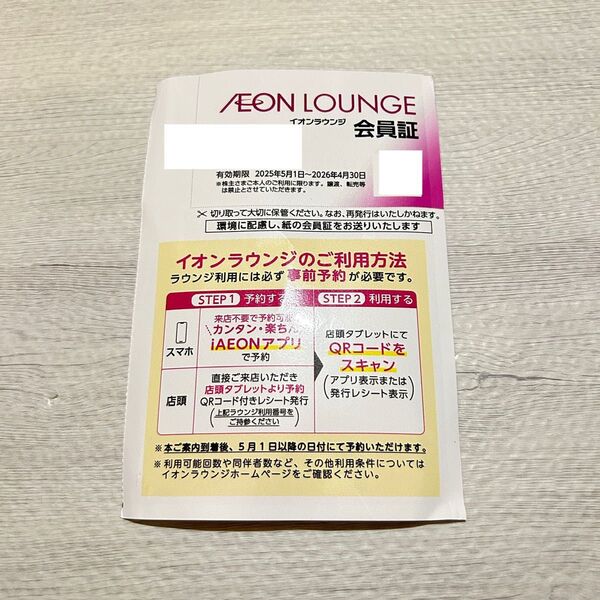 ÆON LOUNGE
イオンラウンジ 会員証
有効期限 2025年5月1日～2026年4月30日
※株主さまご本人のご利用に限ります。譲渡、転売等
は禁止とさせていただきます。
切り取って大切に保管ください。なお、再発行はいたしかねます。
環境に配慮し、紙の会員証をお送りいたします
イオンラウンジのご利用方法
ラウンジ利用には必ず事前予約が必要です。
STEP1 予約する
STEP2 利用する
スマホ
来店不要で予約可能
カンタン・楽ちん
iAEONアプリ
で予約
店頭
直接ご来店いただき
店頭タブレットより予約
QRコード付きレシート発行
(上記ラウンジ利用番号を
ご持参ください)
店頭タブレットにて
QRコードを
スキャン
(アプリ表示または
発行レシート表示)
※本ご案内到着後、5月1日以降の日付にて予約いただけます。
※利用可能回数や同伴者数など、その他利用条件については
イオンラウンジホームページをご確認ください。